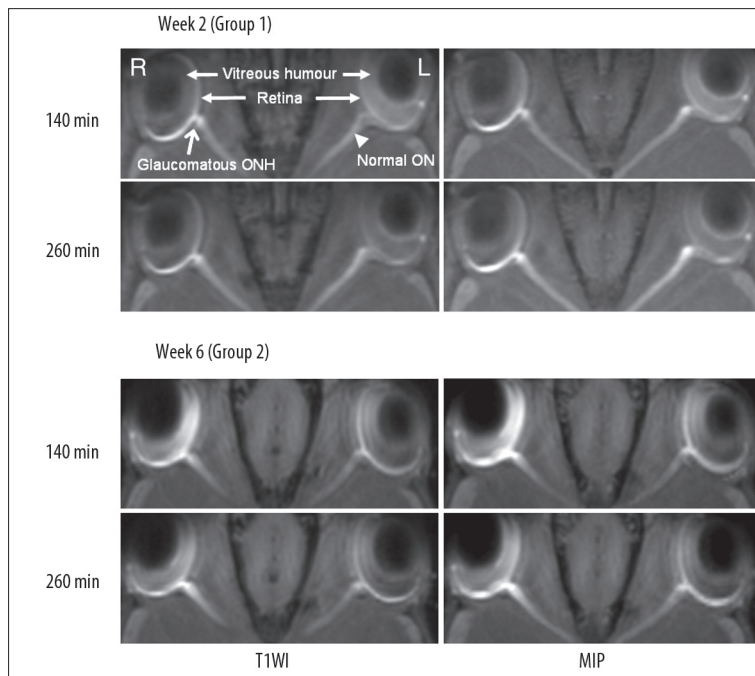 Week 2 (Group 1)
R
L
Vitreous humour
Retina
140 min
Glaucomatous ONH
Normal ON
260 min
Week 6 (Group 2)
140 min
260 min
T1WI
MIP